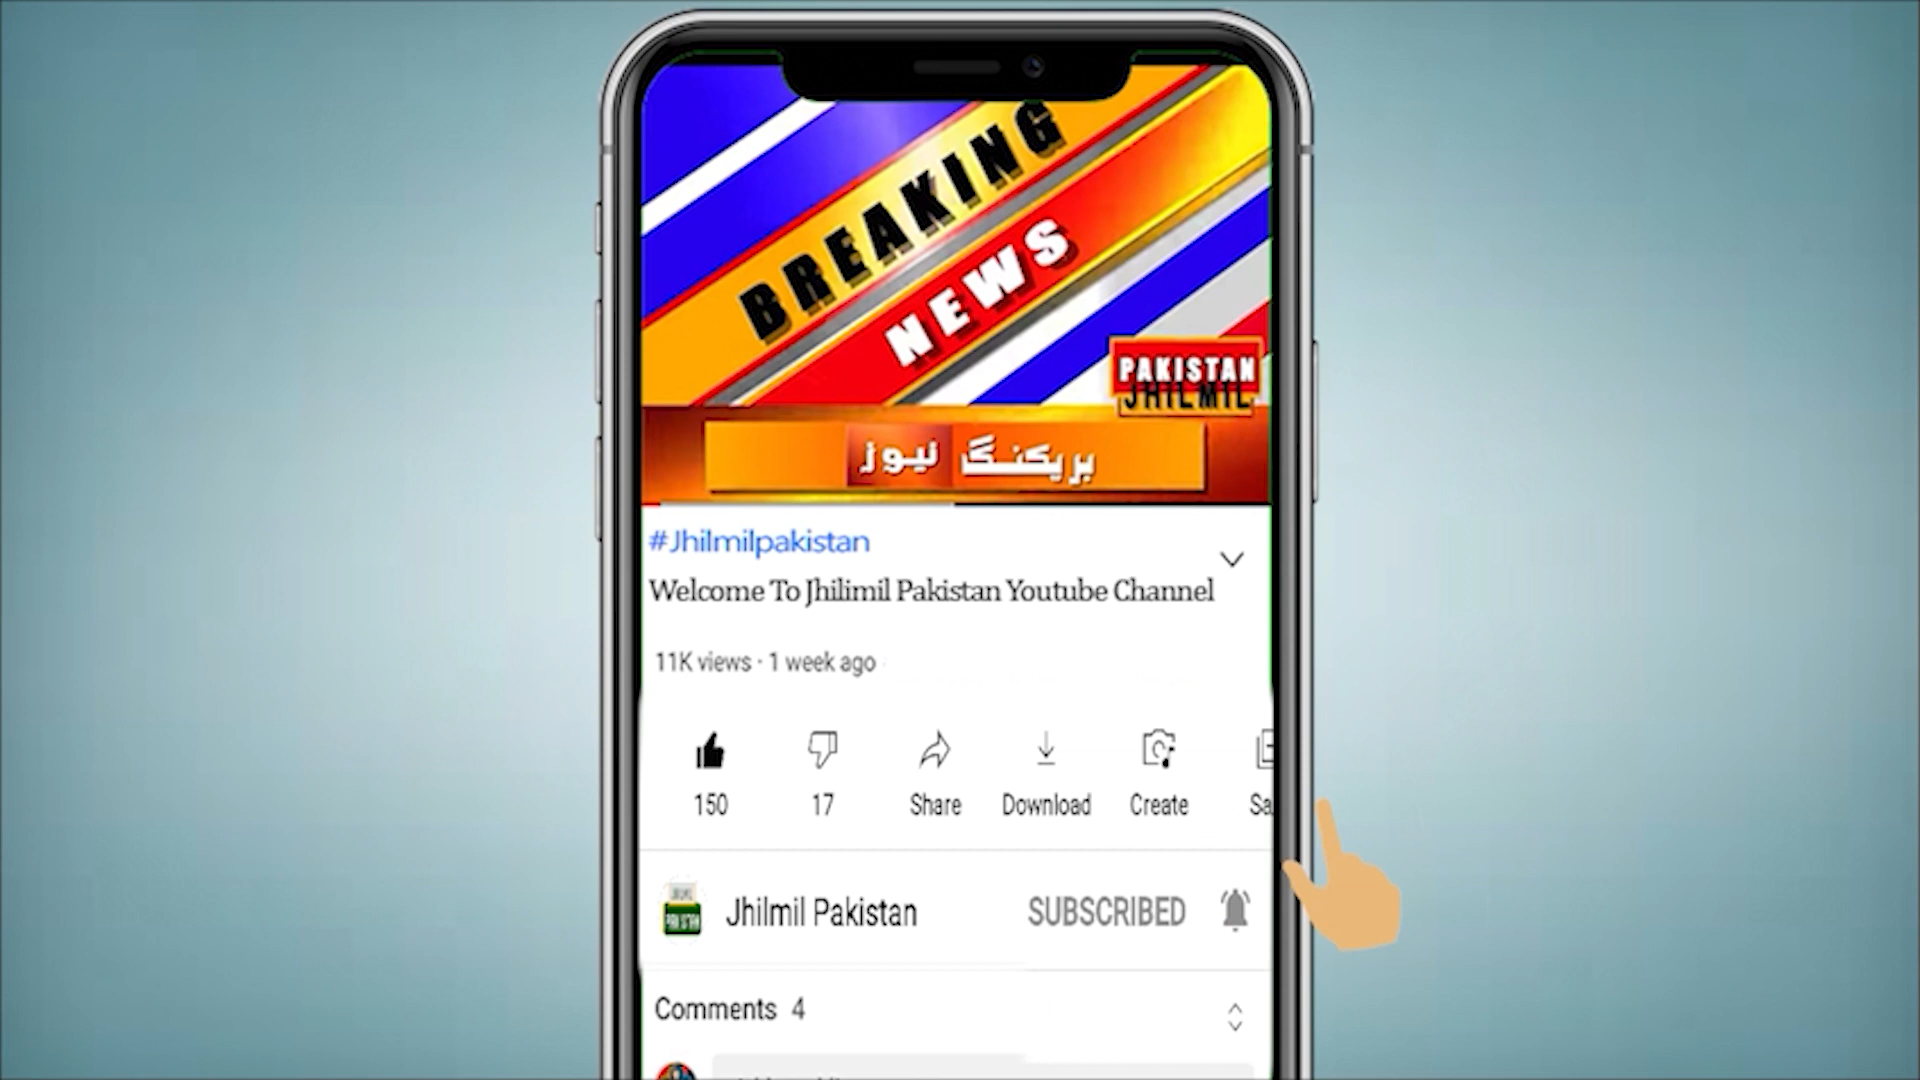 BREAKING
NEWS
PAKISTAN
JHILMIL
بریکنگ نیوز
#Jhilmilpakistan
Welcome To Jhilimil Pakistan Youtube Channel
11K views · 1 week ago
150
17
Share
Download
Create
Sa
Jhilmil Pakistan
SUBSCRIBED
Comments 4